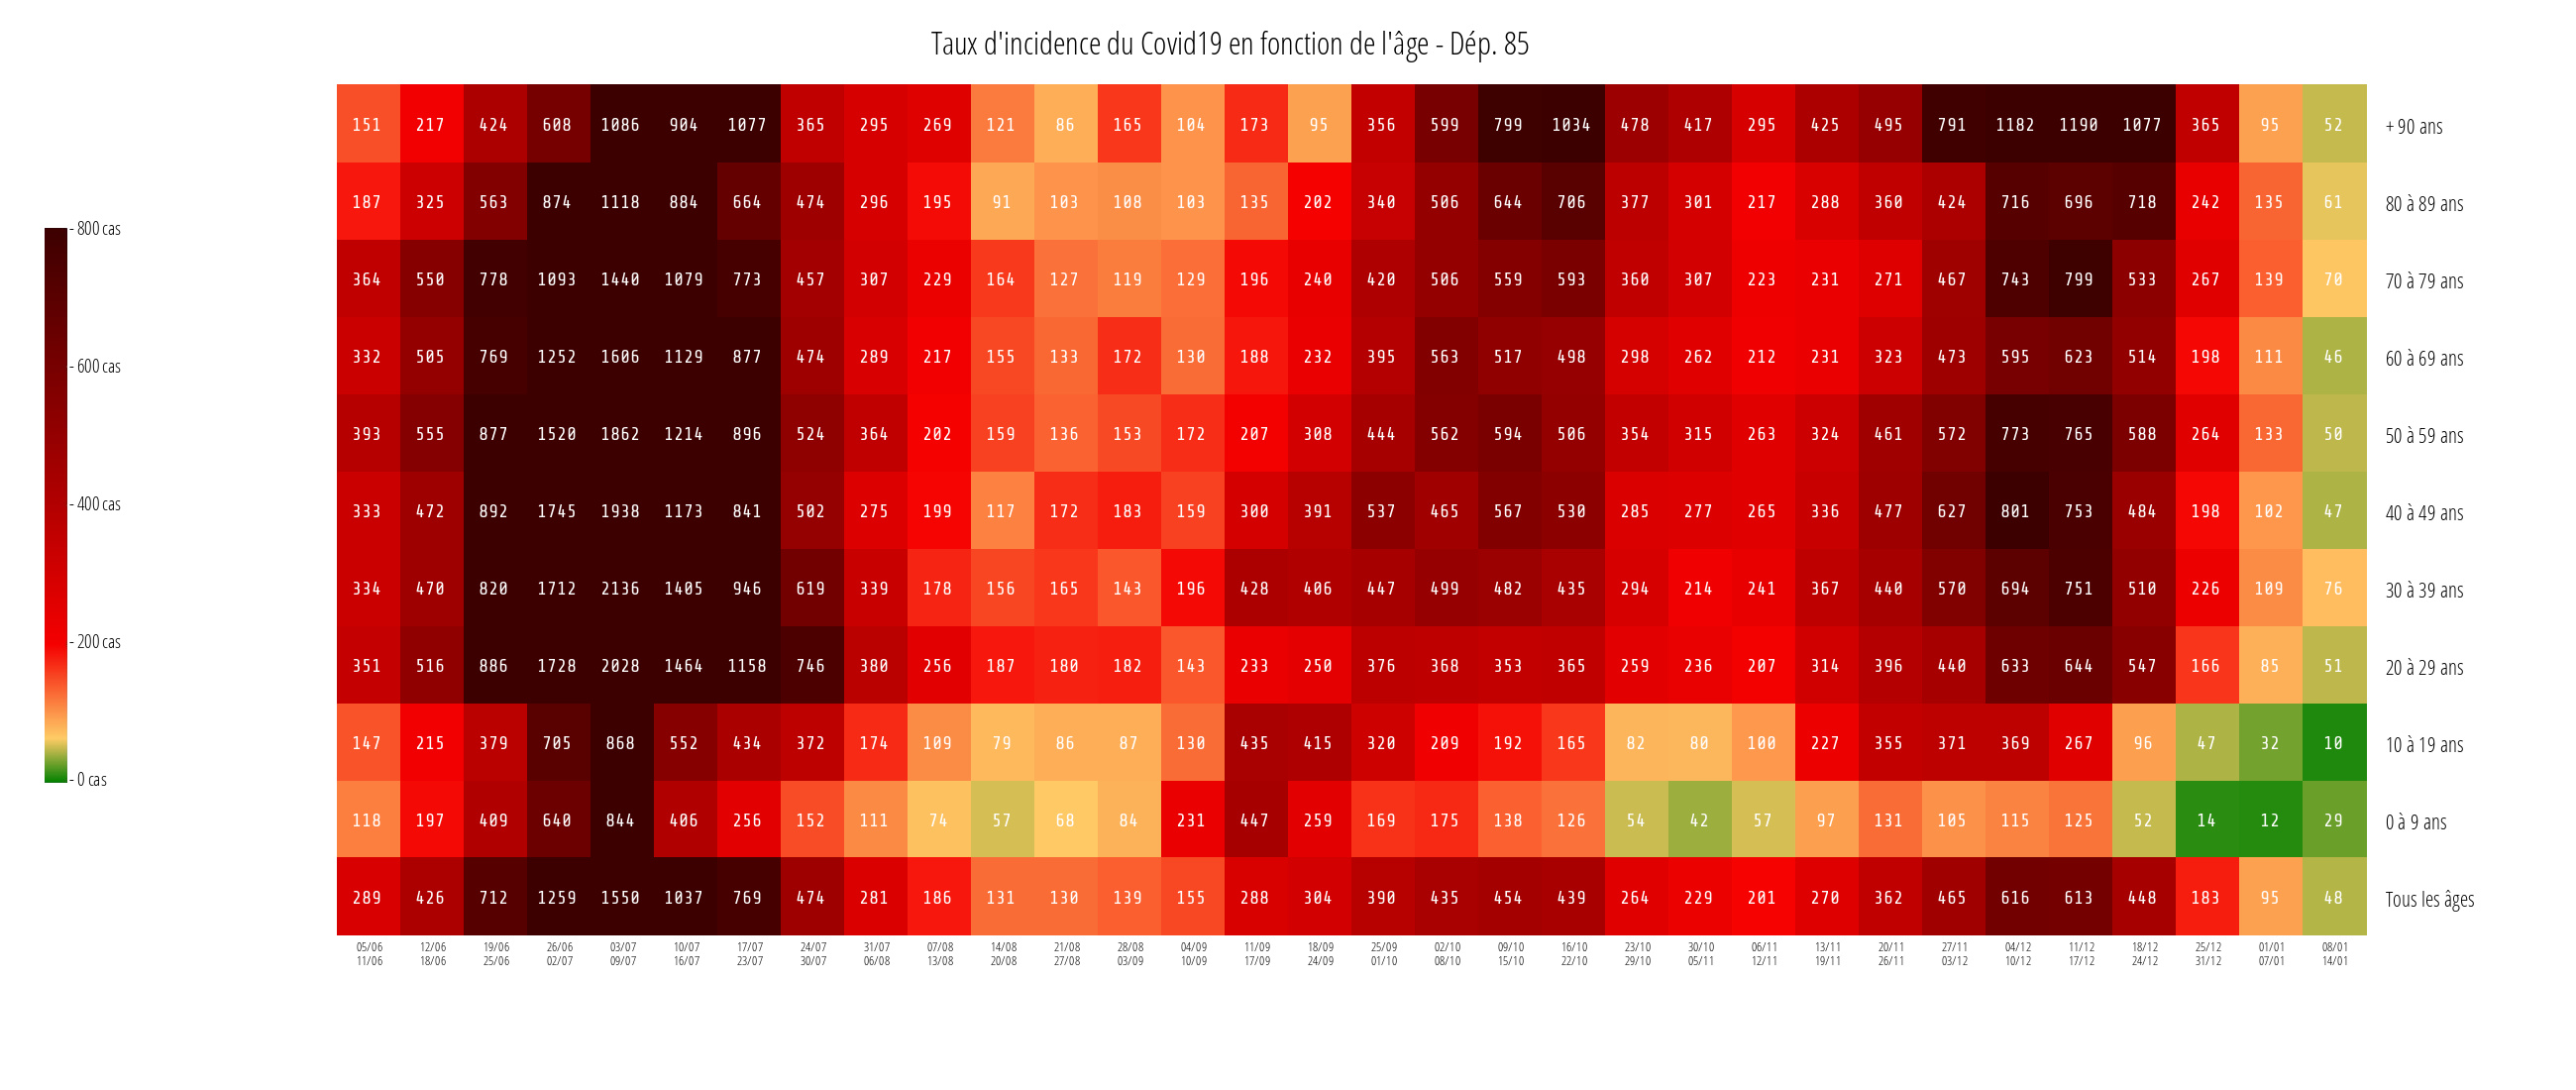 Taux d'incidence du Covid19 en fonction de l'âge - Dép. 85
- 800 cas
- 600 cas
- 400 cas
- 200 cas
- 0 cas
151 217 424 608 1086 904 1077 365 295 269 121 86 165 104 173 95 356 599 799 1034 478 417 295 425 495 791 1182 1190 1077 365 95 52 + 90 ans
187 325 563 874 1118 884 664 474 296 195 91 103 108 103 135 202 340 506 644 706 377 301 217 288 360 424 716 696 718 242 135 61 80 à 89 ans
364 550 778 1093 1440 1079 773 457 307 229 164 127 119 129 196 240 420 506 559 593 360 307 223 231 271 467 743 799 533 267 139 70 70 à 79 ans
332 505 769 1252 1606 1129 877 474 289 217 155 133 172 130 188 232 395 563 517 498 298 262 212 231 323 473 595 623 514 198 111 46 60 à 69 ans
393 555 877 1520 1862 1214 896 524 364 202 159 136 153 172 207 308 444 562 594 506 354 315 263 324 461 572 773 765 588 264 133 50 50 à 59 ans
333 472 892 1745 1938 1173 841 502 275 199 117 172 183 159 300 391 537 465 567 530 285 277 265 336 477 627 801 753 484 198 102 47 40 à 49 ans
334 470 820 1712 2136 1405 946 619 339 178 156 165 143 196 428 406 447 499 482 435 294 214 241 367 440 570 694 751 510 226 109 76 30 à 39 ans
351 516 886 1728 2028 1464 1158 746 380 256 187 180 182 143 233 250 376 368 353 365 259 236 207 314 396 440 633 644 547 166 85 51 20 à 29 ans
147 215 379 705 868 552 434 372 174 109 79 86 87 130 435 415 320 209 192 165 82 80 100 227 355 371 369 267 96 47 32 10 10 à 19 ans
118 197 409 640 844 406 256 152 111 74 57 68 84 231 447 259 169 175 138 126 54 42 57 97 131 105 115 125 52 14 12 29 0 à 9 ans
289 426 712 1259 1550 1037 769 474 281 186 131 130 139 155 288 304 390 435 454 439 264 229 201 270 362 465 616 613 448 183 95 48 Tous les âges
05/06 12/06 19/06 26/06 03/07 10/07 17/07 24/07 31/07 07/08 14/08 21/08 28/08 04/09 11/09 18/09 25/09 02/10 09/10 16/10 23/10 30/10 06/11 13/11 20/11 27/11 04/12 11/12 18/12 25/12 01/01 08/01
11/06 18/06 25/06 02/07 09/07 16/07 23/07 30/07 06/08 13/08 20/08 27/08 03/09 10/09 17/09 24/09 01/10 08/10 15/10 22/10 29/10 05/11 12/11 19/11 26/11 03/12 10/12 17/12 24/12 31/12 07/01 14/01